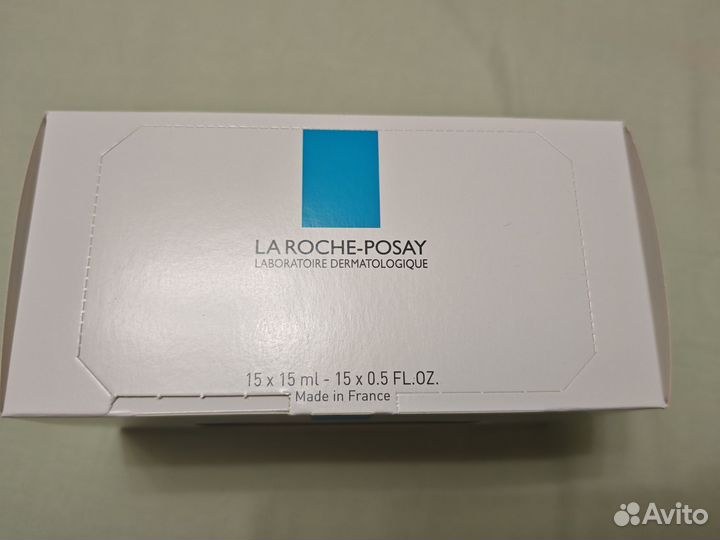 LA ROCHE-POSAY
LABORATOIRE DERMATOLOGIQUE
15 x 15 ml - 15 x 0.5 FL.OZ.
Made in France
Avito